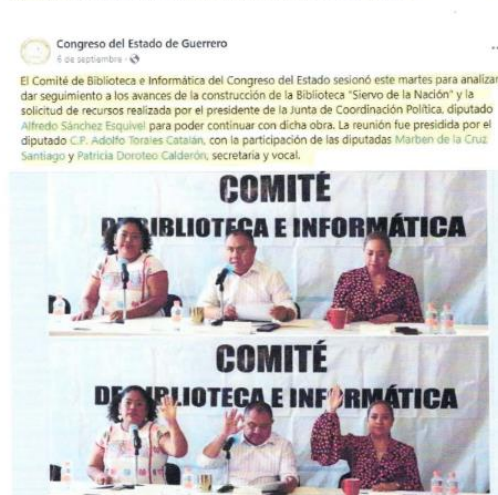 Congreso del Estado de Guerrero
6 de septiembre ·
El Comité de Biblioteca e Informática del Congreso del Estado sesionó este martes para analizar
dar seguimiento a los avances de la construcción de la Biblioteca "Siervo de la Nación" y la
solicitud de recursos realizada por el presidente de la Junta de Coordinación Política, diputado
Alfredo Sánchez Esquivel para poder continuar con dicha obra. La reunión fue presidida por el
diputado C.P. Adolfo Torales Catalán, con la participación de las diputadas Marben de la Cruz
Santiago y Patricia Doroteo Calderón, secretaria y vocal.
COMITÉ
DE BIBLIOTECA E INFORMÁTICA
COMITÉ
DE BIBLIOTECA E INFORMÁTICA